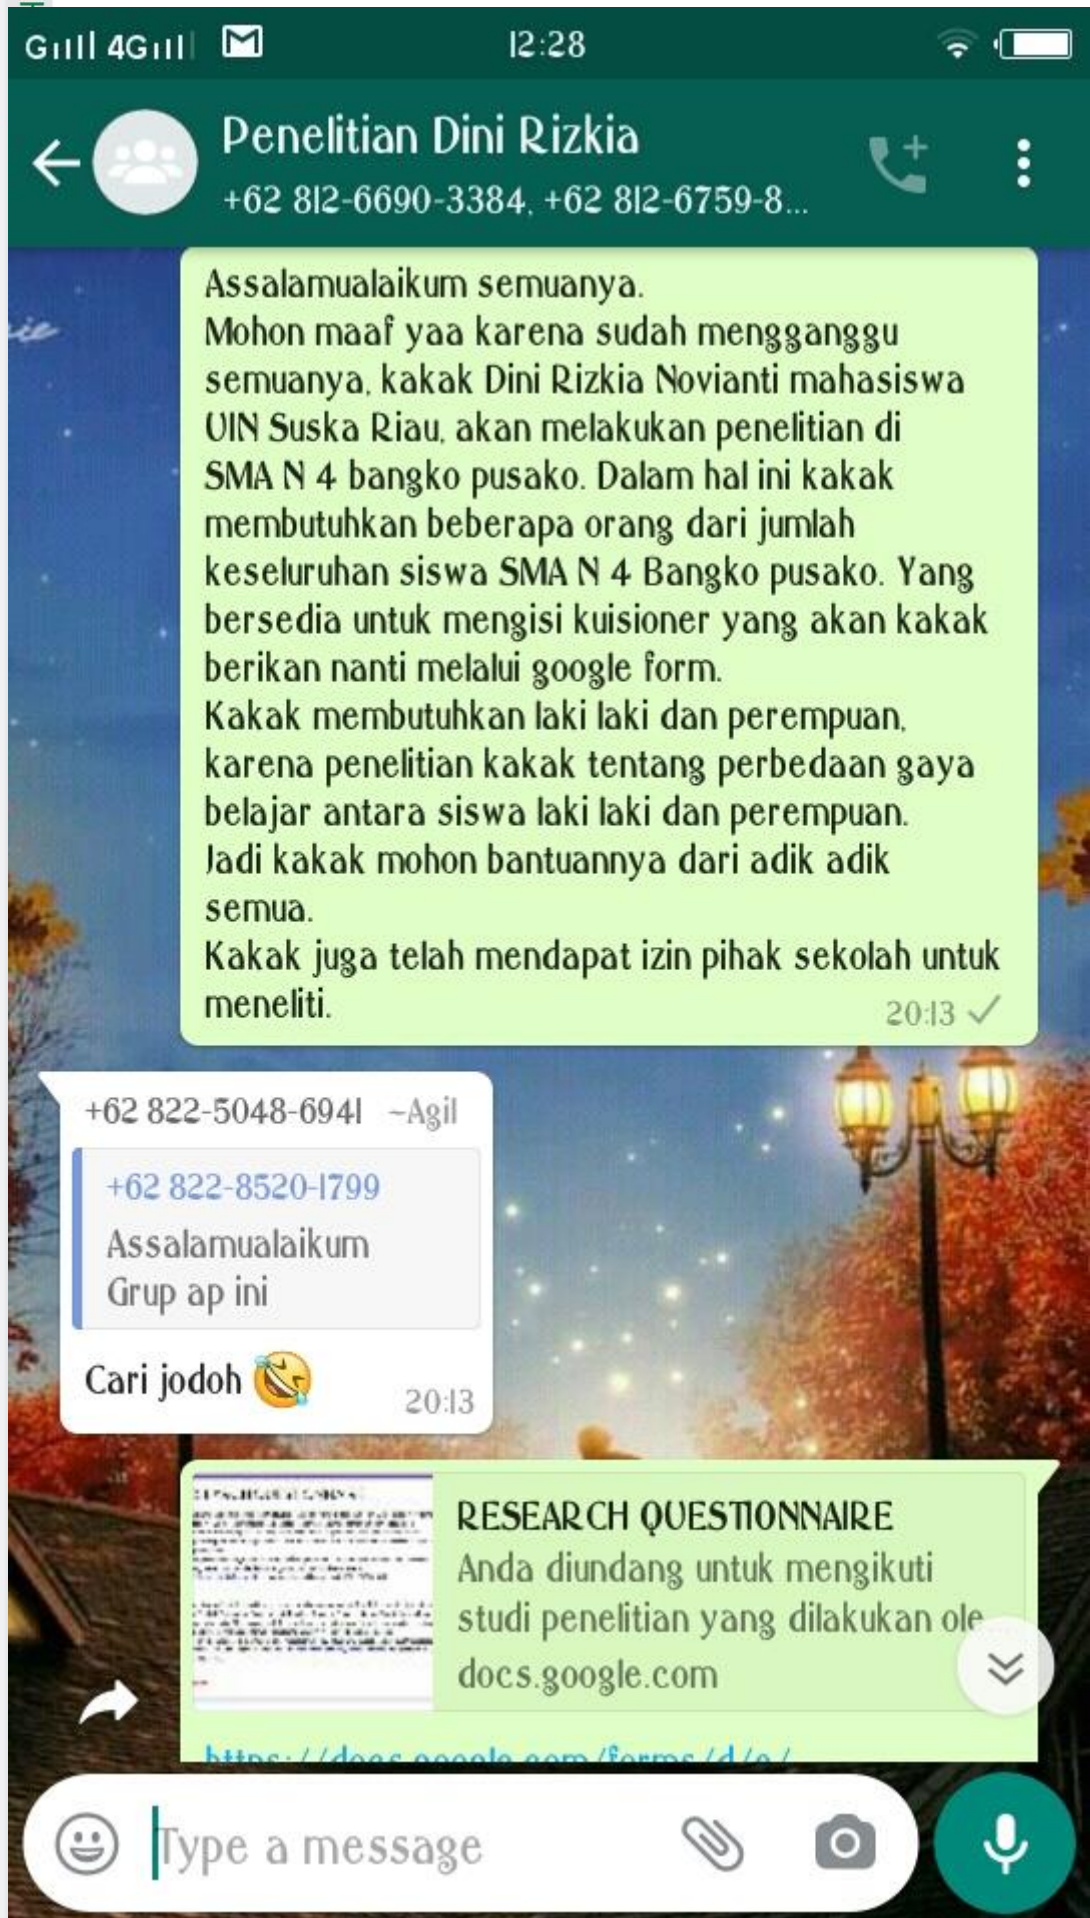 12:28
Penelitian Dini Rizkia
+62 812-6690-3384, +62 812-6759-8...
Assalamualaikum semuanya.
Mohon maaf yaa karena sudah mengganggu
semuanya, kakak Dini Rizkia Novianti mahasiswa
UIN Suska Riau, akan melakukan penelitian di
SMA N 4 bangko pusako. Dalam hal ini kakak
membutuhkan beberapa orang dari jumlah
keseluruhan siswa SMA N 4 Bangko pusako. Yang
bersedia untuk mengisi kuisioner yang akan kakak
berikan nanti melalui google form.
Kakak membutuhkan laki laki dan perempuan,
karena penelitian kakak tentang perbedaan gaya
belajar antara siswa laki laki dan perempuan.
Jadi kakak mohon bantuannya dari adik adik
semua.
Kakak juga telah mendapat izin pihak sekolah untuk
meneliti.
20:13
+62 822-5048-6941 ~Agil
+62 822-8520-1799
Assalamualaikum
Grup ap ini
Cari jodoh 🤣
20:13
RESEARCH QUESTIONNAIRE
Anda diundang untuk mengikuti
studi penelitian yang dilakukan ole
docs.google.com
https://docs.google.com/forms/d/e/
Type a message